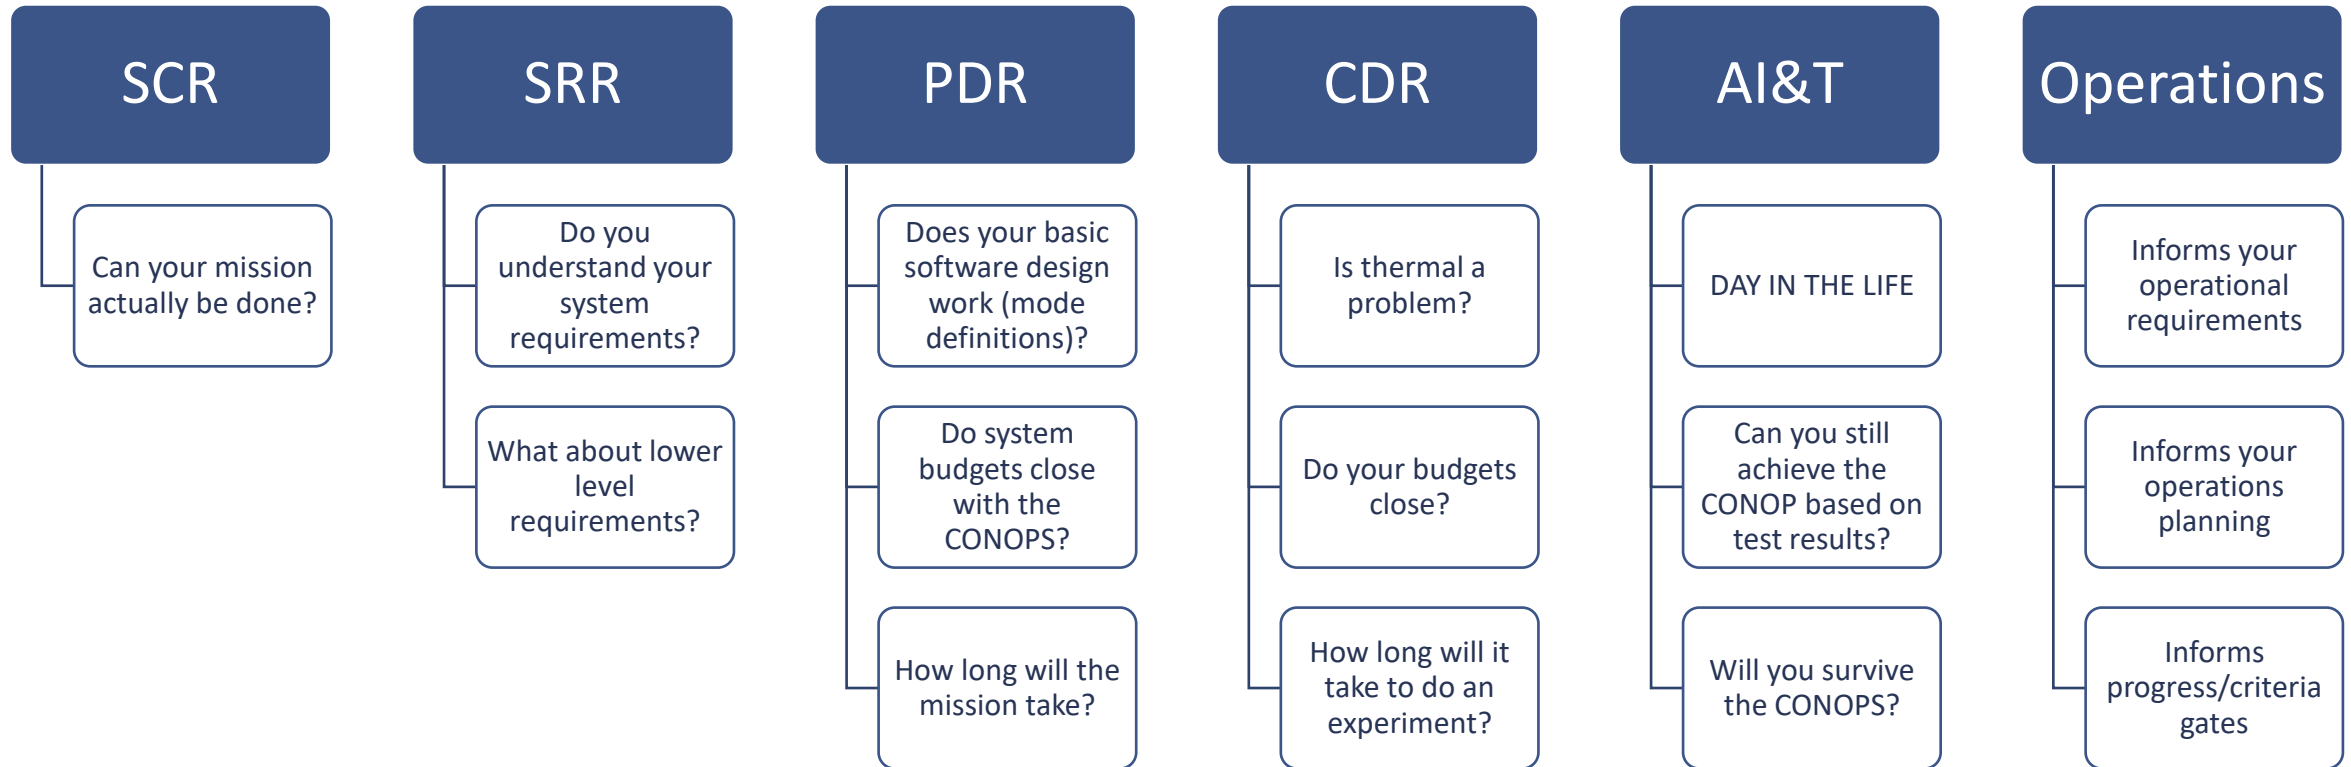 SCR
Can your mission
actually be done?
SRR
Do you
understand your
system
requirements?
What about lower
level
requirements?
PDR
Does your basic
software design
work (mode
definitions)?
Do system
budgets close
with the
CONOPS?
How long will the
mission take?
CDR
Is thermal a
problem?
Do your budgets
close?
How long will it
take to do an
experiment?
AI&T
DAY IN THE LIFE
Can you still
achieve the
CONOP based on
test results?
Will you survive
the CONOPS?
Operations
Informs your
operational
requirements
Informs your
operations
planning
Informs
progress/criteria
gates